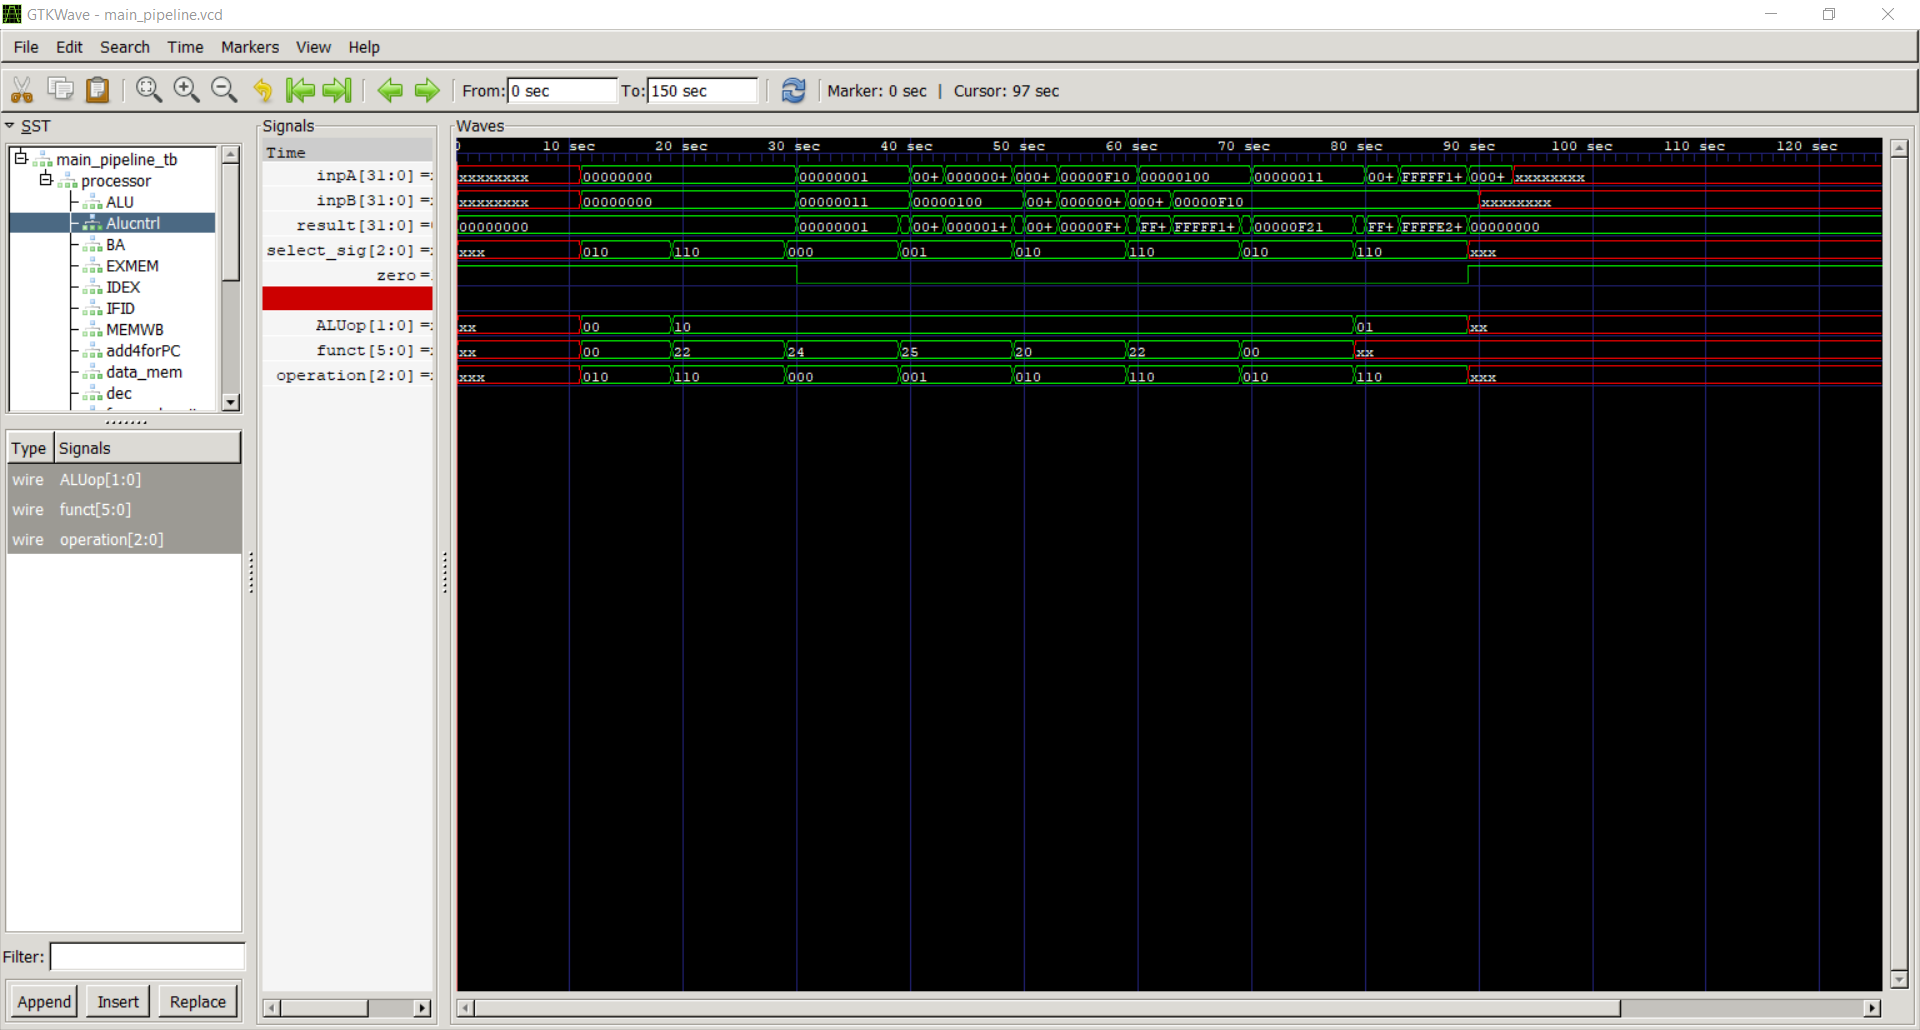 GTKWave - main_pipeline.vcd
File Edit Search Time Markers View Help
From: 0 sec To: 150 sec Marker: 0 sec | Cursor: 97 sec
SST
main_pipeline_tb
processor
ALU
Alucntrl
BA
EXMEM
IDEX
IFID
MEMWB
add4forPC
data_mem
dec
Type Signals
wire ALUop[1:0]
wire funct[5:0]
wire operation[2:0]
Filter:
Append Insert Replace
Signals
Time
inpA[31:0] =
inpB[31:0] =
result[31:0] =
select_sig[2:0] =
zero =
ALUop[1:0] =
funct[5:0] =
operation[2:0] =
Waves
10 sec 20 sec 30 sec 40 sec 50 sec 60 sec 70 sec 80 sec 90 sec 100 sec 110 sec 120 sec
xxxxxxxx 00000000 00000001 00+ 000000+ 000+ 00000F10 00000100 00000011 00+ FFFFF1+ 000+ xxxxxxxx
xxxxxxxx 00000000 00000011 00000100 00+ 000000+ 000+ 00000F10 xxxxxxxx
00000000 00000001 00+ 000001+ 00+ 00000F+ FF+ FFFFF1+ 00000F21 FF+ FFFFE2+ 00000000
xxx 010 110 000 001 010 110 010 110 xxx
xx 00 10 01 xx
xx 00 22 24 25 20 22 00 xx
xxx 010 110 000 001 010 110 010 110 xxx